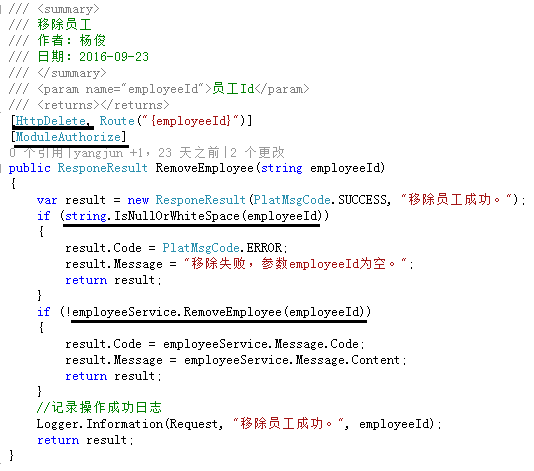 /// <summary>
/// 移除员工
/// 作者：杨俊
/// 日期：2016-09-23
/// </summary>
/// <param name="employeeId">员工Id</param>
/// <returns></returns>
[HttpDelete, Route("{employeeId}")]
[ModuleAuthorize]
0 个引用|yangjun +1，23 天之前|2 个更改
public ResponeResult RemoveEmployee(string employeeId)
{
var result = new ResponeResult(PlatMsgCode.SUCCESS, "移除员工成功。");
if (string.IsNullOrWhiteSpace(employeeId))
{
result.Code = PlatMsgCode.ERROR;
result.Message = "移除失败，参数employeeId为空。";
return result;
}
if (!employeeService.RemoveEmployee(employeeId))
{
result.Code = employeeService.Message.Code;
result.Message = employeeService.Message.Content;
return result;
}
//记录操作成功日志
Logger.Information(Request, "移除员工成功。", employeeId);
return result;
}